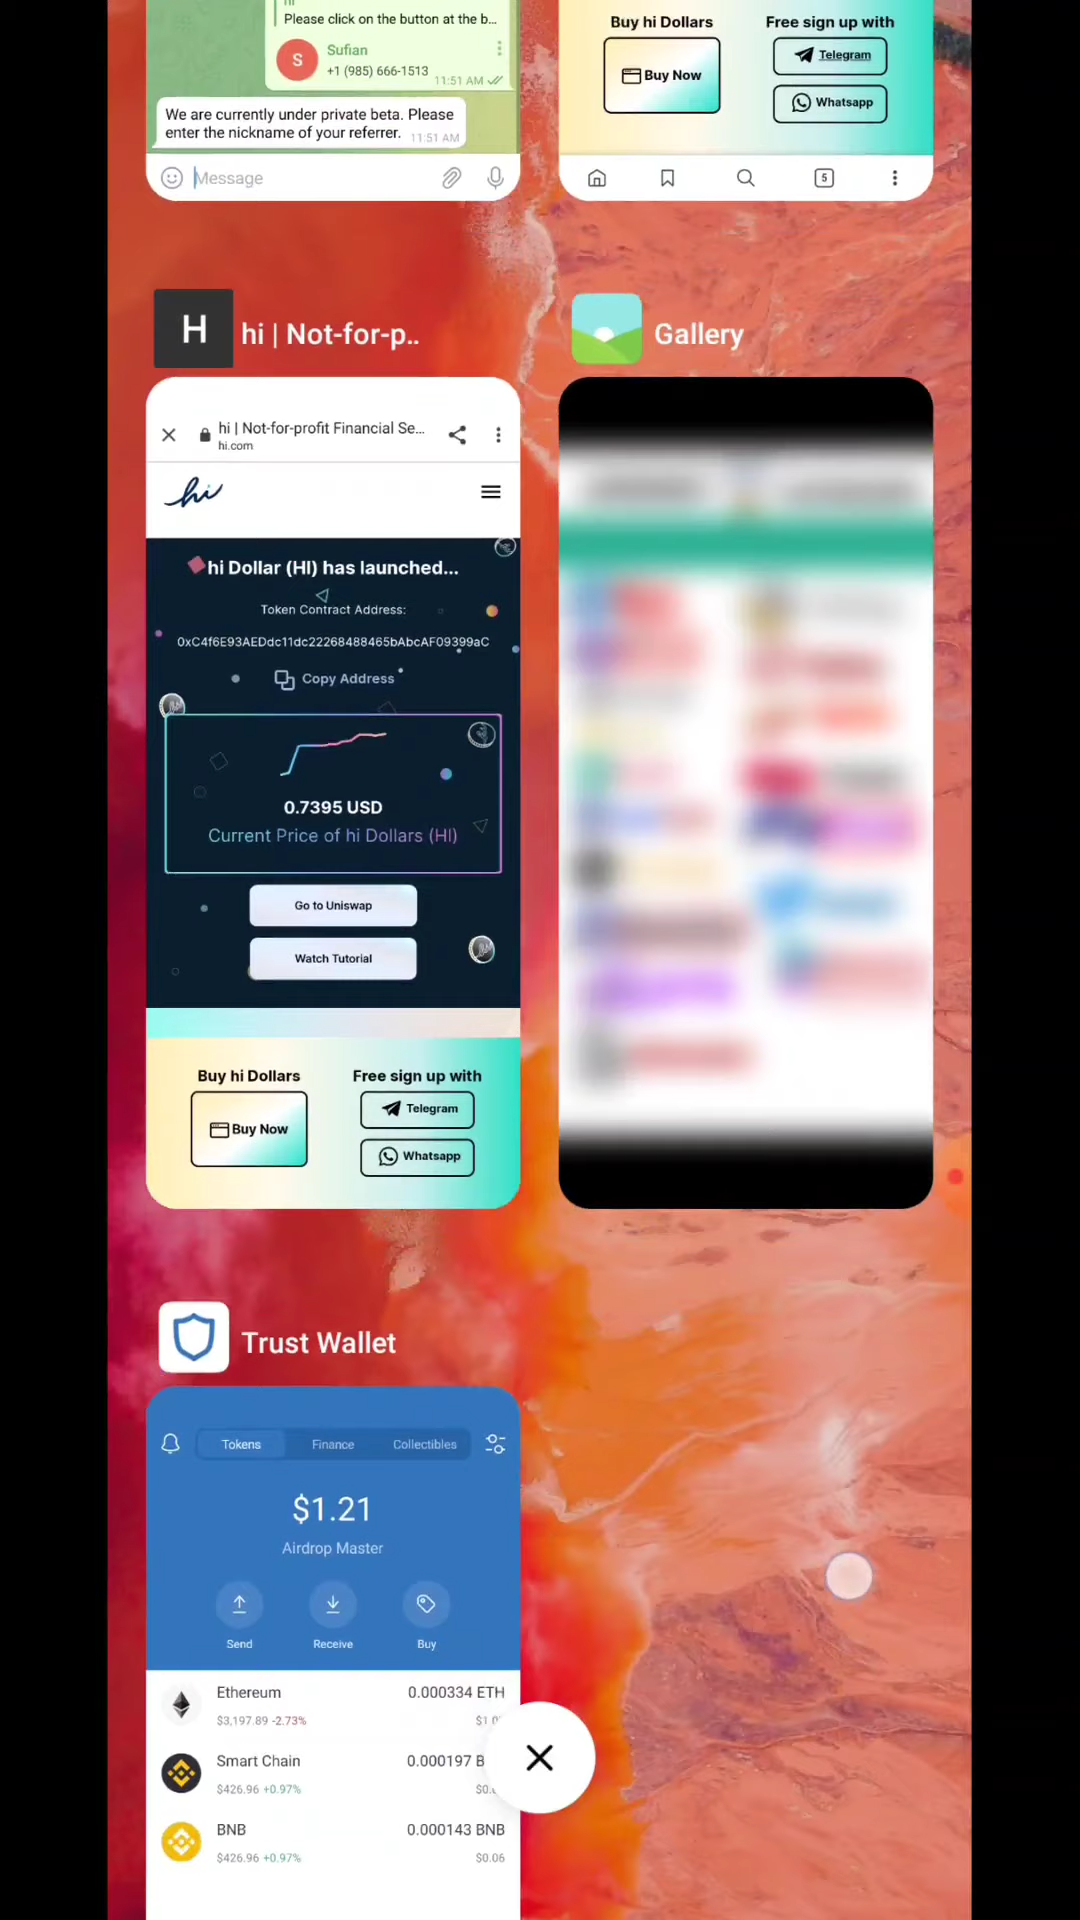 hi
Please click on the button at the b...
S
Sufian
+1 (985) 666-1513
11:51 AM
We are currently under private beta. Please
enter the nickname of your referrer.
11:51 AM
Message
Buy hi Dollars
Free sign up with
Buy Now
Telegram
Whatsapp
5
H
hi | Not-for-p..
Gallery
hi | Not-for-profit Financial Se...
hi.com
hi
hi Dollar (HI) has launched...
Token Contract Address:
0xC4f6E93AEDdc11dc22268488465bAbcAF09399aC
Copy Address
0.7395 USD
Current Price of hi Dollars (HI)
Go to Uniswap
Watch Tutorial
Buy hi Dollars
Free sign up with
Buy Now
Telegram
Whatsapp
Trust Wallet
Tokens
Finance
Collectibles
$1.21
Airdrop Master
Send
Receive
Buy
Ethereum
0.000334 ETH
$3,197.89 -2.73%
Smart Chain
0.000197 B
$426.96 +0.97%
BNB
0.000143 BNB
$426.96 +0.97%
$0.06